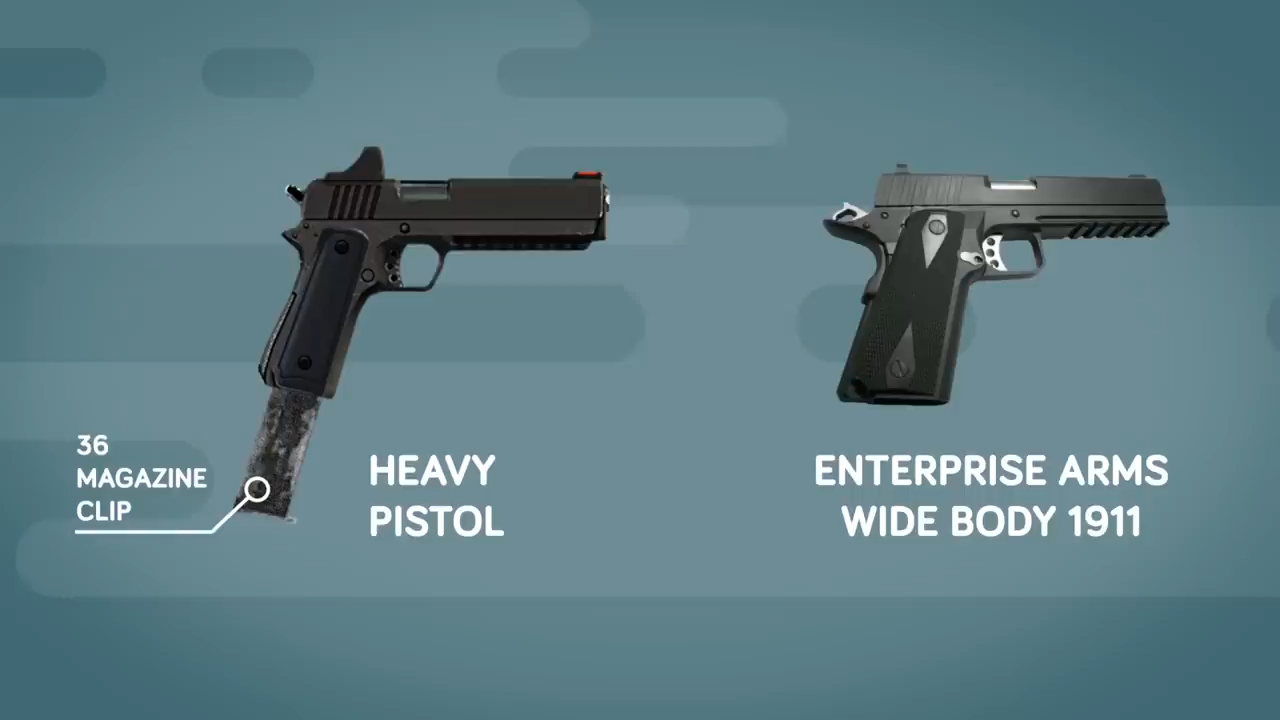 36
MAGAZINE
CLIP
HEAVY
PISTOL
ENTERPRISE ARMS
WIDE BODY 1911